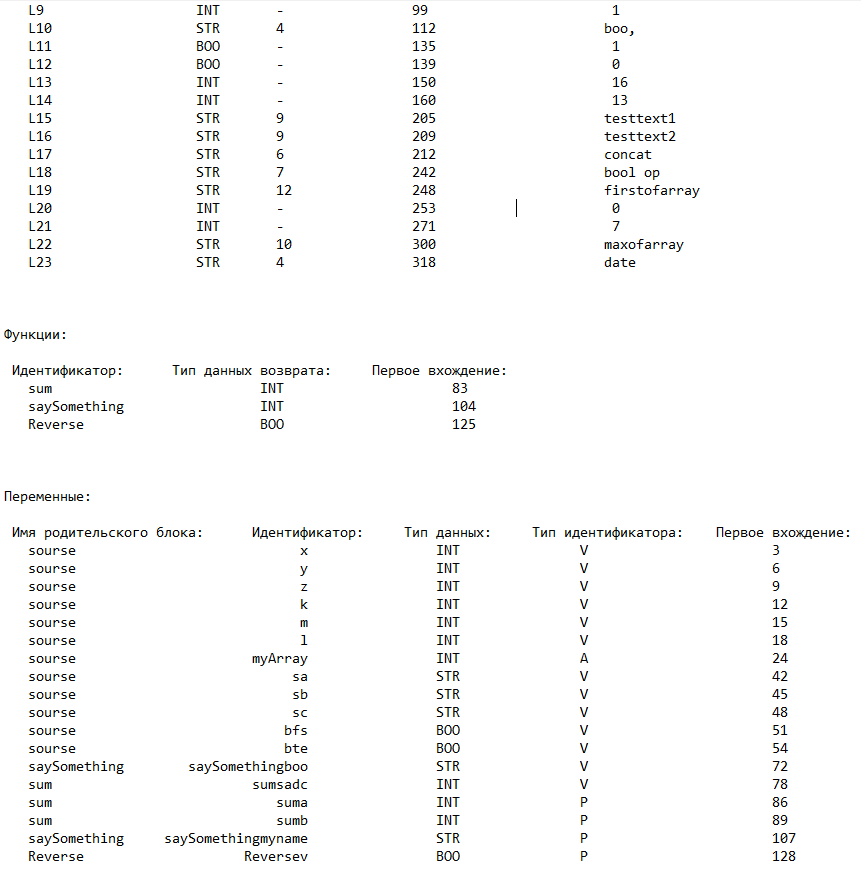 L9 INT - 99 1
L10 STR 4 112 boo,
L11 BOO - 135 1
L12 BOO - 139 0
L13 INT - 150 16
L14 INT - 160 13
L15 STR 9 205 testtext1
L16 STR 9 209 testtext2
L17 STR 6 212 concat
L18 STR 7 242 bool op
L19 STR 12 248 firstofarray
L20 INT - 253 0
L21 INT - 271 7
L22 STR 10 300 maxofarray
L23 STR 4 318 date
Функции:
Идентификатор: Тип данных возврата: Первое вхождение:
sum INT 83
saySomething INT 104
Reverse BOO 125
Переменные:
Имя родительского блока: Идентификатор: Тип данных: Тип идентификатора: Первое вхождение:
sourse x INT V 3
sourse y INT V 6
sourse z INT V 9
sourse k INT V 12
sourse m INT V 15
sourse l INT V 18
sourse myArray INT A 24
sourse sa STR V 42
sourse sb STR V 45
sourse sc STR V 48
sourse bfs BOO V 51
sourse bte BOO V 54
saySomething saySomethingboo STR V 72
sum sumsadc INT V 78
sum suma INT P 86
sum sumb INT P 89
saySomething saySomethingmyname STR P 107
Reverse Reversev BOO P 128